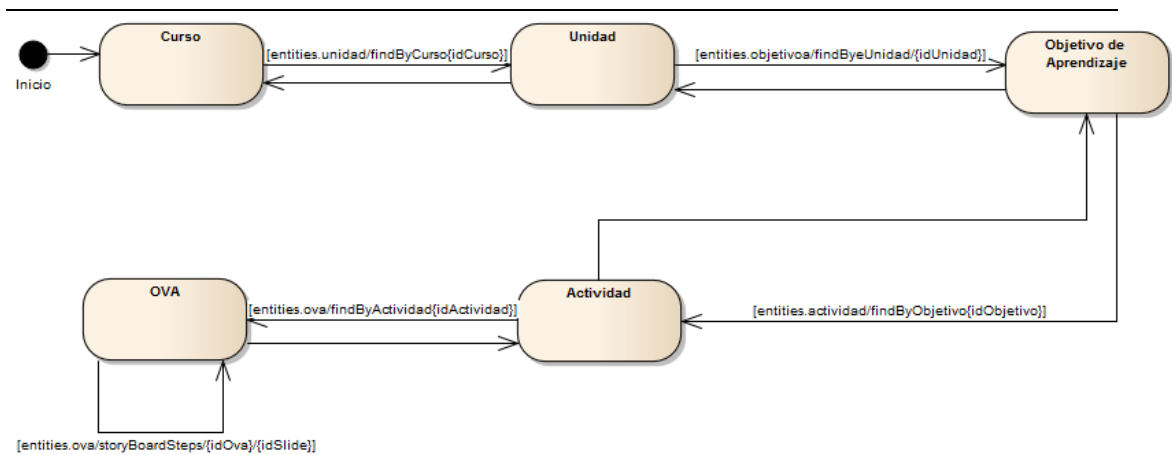 Curso
Unidad
Objetivo de
Aprendizaje
[entities.unidad/findByCurso{idCurso}]
[entities.objetivoa/findByeUnidad/{idUnidad}]
Inicio
OVA
Actividad
[entities.ova/findByActividad{idActividad}]
[entities.actividad/findByObjetivo{idObjetivo}]
[entities.ova/storyBoardSteps/{idOva}/{idSlide}]